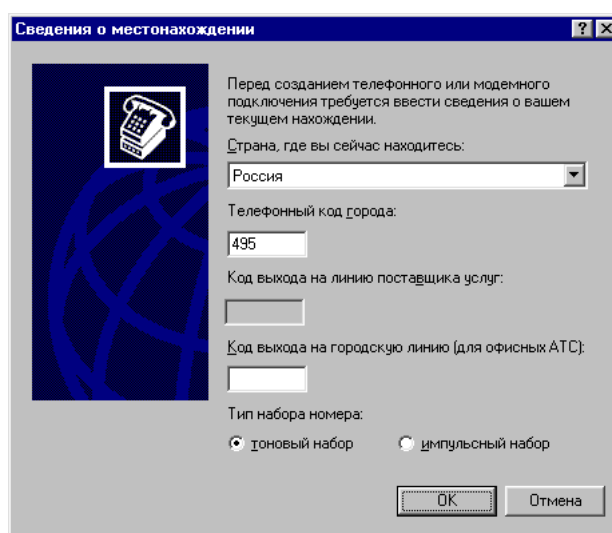 Сведения о местонахождении
Перед созданием телефонного или модемного
подключения требуется ввести сведения о вашем
текущем нахождении.
Страна, где вы сейчас находитесь:
Россия
Телефонный код города:
495
Код выхода на линию поставщика услуг:
Код выхода на городскую линию (для офисных АТС):
Тип набора номера:
тоновый набор импульсный набор
OK Отмена